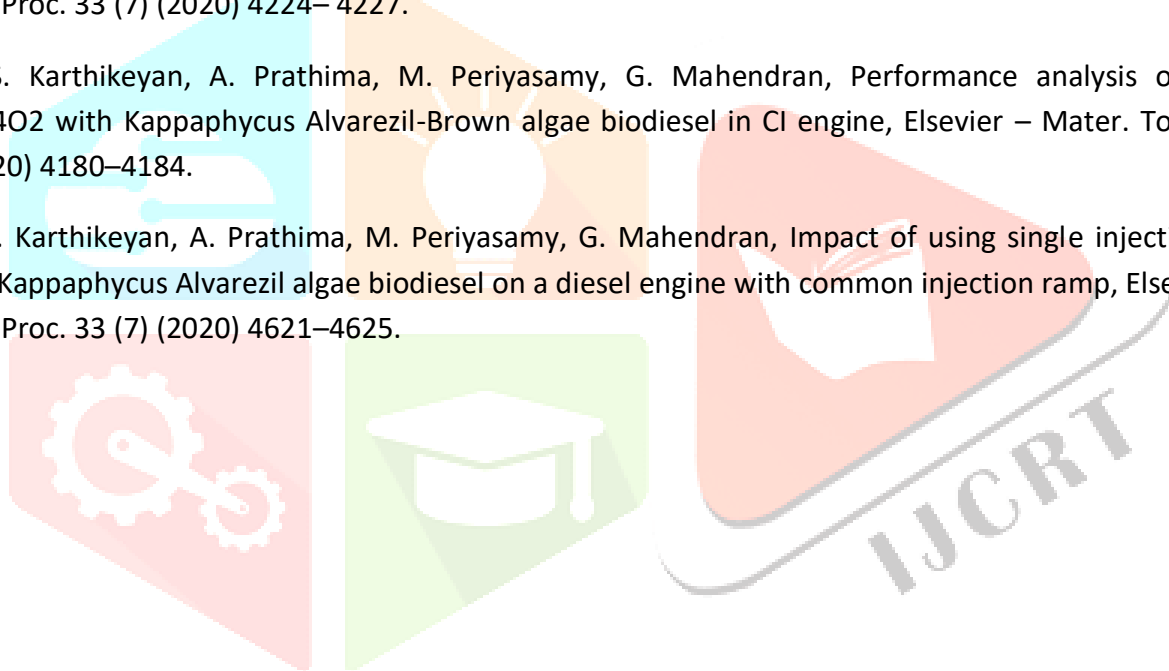 Proc. 33 (7) (2020) 4224– 4227.
S. Karthikeyan, A. Prathima, M. Periyasamy, G. Mahendran, Performance analysis o
4O2 with Kappaphycus Alvarezil-Brown algae biodiesel in CI engine, Elsevier – Mater. To
20) 4180–4184.
. Karthikeyan, A. Prathima, M. Periyasamy, G. Mahendran, Impact of using single injecti
Kappaphycus Alvarezil algae biodiesel on a diesel engine with common injection ramp, Else
Proc. 33 (7) (2020) 4621–4625.
IJCRT